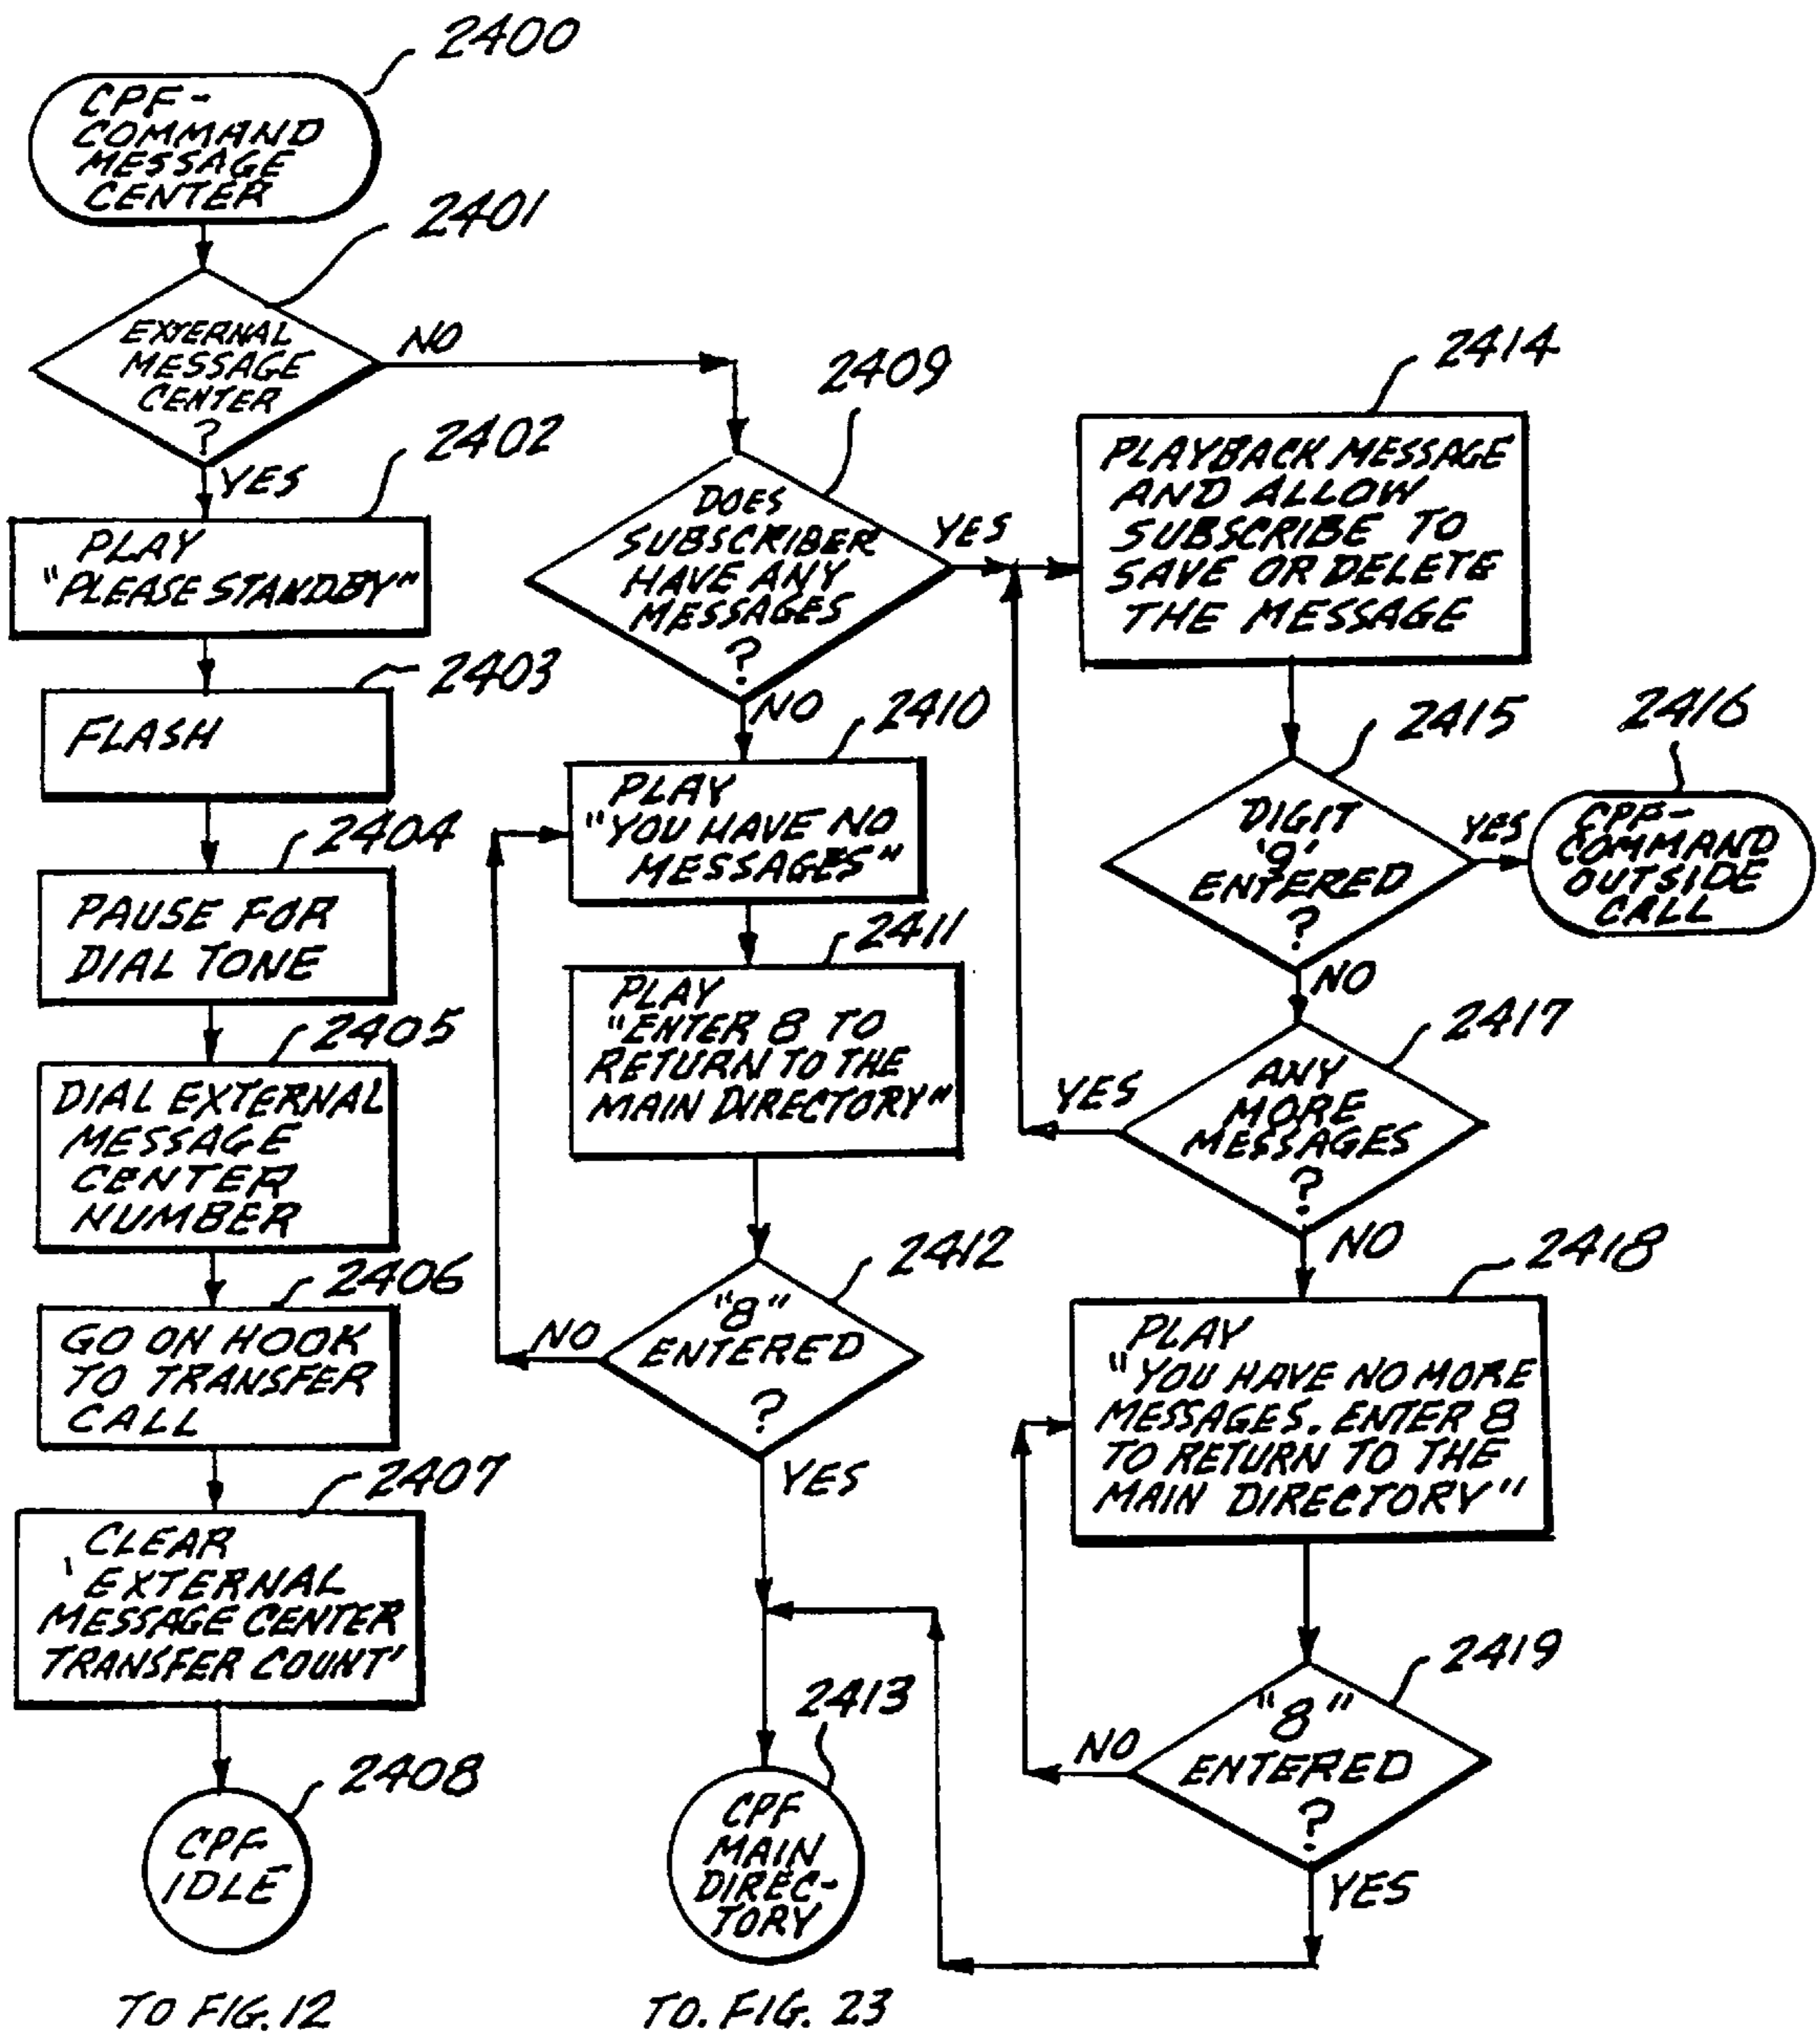 2400
CPF-
COMMAND
MESSAGE
CENTER
2401
EXTERNAL
MESSAGE
CENTER
?
NO
YES
2402
PLAY
"PLEASE STANDBY"
2403
FLASH
2404
PAUSE FOR
DIAL TONE
2405
DIAL EXTERNAL
MESSAGE
CENTER
NUMBER
2406
GO ON HOOK
TO TRANSFER
CALL
2407
CLEAR
'EXTERNAL
MESSAGE CENTER
TRANSFER COUNT'
2408
CPF
IDLE
TO FIG. 12
2409
DOES
SUBSCRIBER
HAVE ANY
MESSAGES
?
YES
NO
2410
PLAY
"YOU HAVE NO
MESSAGES"
2411
PLAY
"ENTER 8 TO
RETURN TO THE
MAIN DIRECTORY"
2412
"8"
ENTERED
?
NO
YES
2413
CPF
MAIN
DIREC-
TORY
TO. FIG. 23
2414
PLAYBACK MESSAGE
AND ALLOW
SUBSCRIBE TO
SAVE OR DELETE
THE MESSAGE
2415
DIGIT
'9'
ENTERED
?
YES
NO
2416
CPF-
COMMAND
OUTSIDE
CALL
2417
ANY
MORE
MESSAGES
?
YES
NO
2418
PLAY
"YOU HAVE NO MORE
MESSAGES. ENTER 8
TO RETURN TO THE
MAIN DIRECTORY"
2419
"8"
ENTERED
?
NO
YES